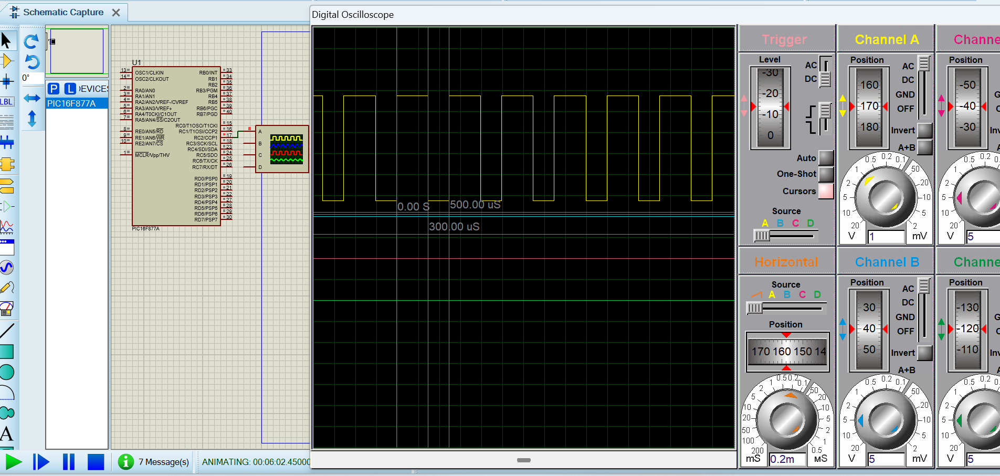 Schematic Capture
Digital Oscilloscope
0°
P L DEVICES
PIC16F877A
LBL
A
U1
13 OSC1/CLKIN
14 OSC2/CLKOUT
2 RA0/AN0
3 RA1/AN1
4 RA2/AN2/VREF-/CVREF
5 RA3/AN3/VREF+
6 RA4/T0CKI/C1OUT
7 RA5/AN4/SS/C2OUT
8 RE0/AN5/RD
9 RE1/AN6/WR
10 RE2/AN7/CS
1 MCLR/Vpp/THV
RB0/INT 33
RB1 34
RB2 35
RB3/PGM 36
RB4 37
RB5 38
RB6/PGC 39
RB7/PGD 40
RC0/T1OSO/T1CKI 15
RC1/T1OSI/CCP2 16
RC2/CCP1 17
RC3/SCK/SCL 18
RC4/SDI/SDA 23
RC5/SDO 24
RC6/TX/CK 25
RC7/RX/DT 26
RD0/PSP0 19
RD1/PSP1 20
RD2/PSP2 21
RD3/PSP3 22
RD4/PSP4 27
RD5/PSP5 28
RD6/PSP6 29
RD7/PSP7 30
PIC16F877A
A
B
C
D
0.00 S
500.00 uS
300.00 uS
Trigger
Level
-30
-20
-10
0
AC
DC
Auto
One-Shot
Cursors
Source
A B C D
Channel A
Position
160
170
180
AC
DC
GND
OFF
Invert
A+B
20 10 5 2 1 0.5 0.2 0.1 50 20 10 5 2
V 1 mV
Channe
Position
-50
-40
-30
G
O
Inv
A
20 10 5 2 1 0.5 0.2 0.1
V 5
Horizontal
Source
A B C D
Position
170 160 150 14
200 100 50 20 10 5 2 1 0.5 0.2 0.1 50 20 10 5 2 1 0.5
mS 0.2m µS
Channel B
Position
30
40
50
AC
DC
GND
OFF
Invert
A+B
20 10 5 2 1 0.5 0.2 0.1 50 20 10 5 2
V 5 mV
Channe
Position
-130
-120
-110
G
O
Inv
A
20 10 5 2 1 0.5 0.2 0.1
V 5
7 Message(s)
ANIMATING: 00:06:02.45000